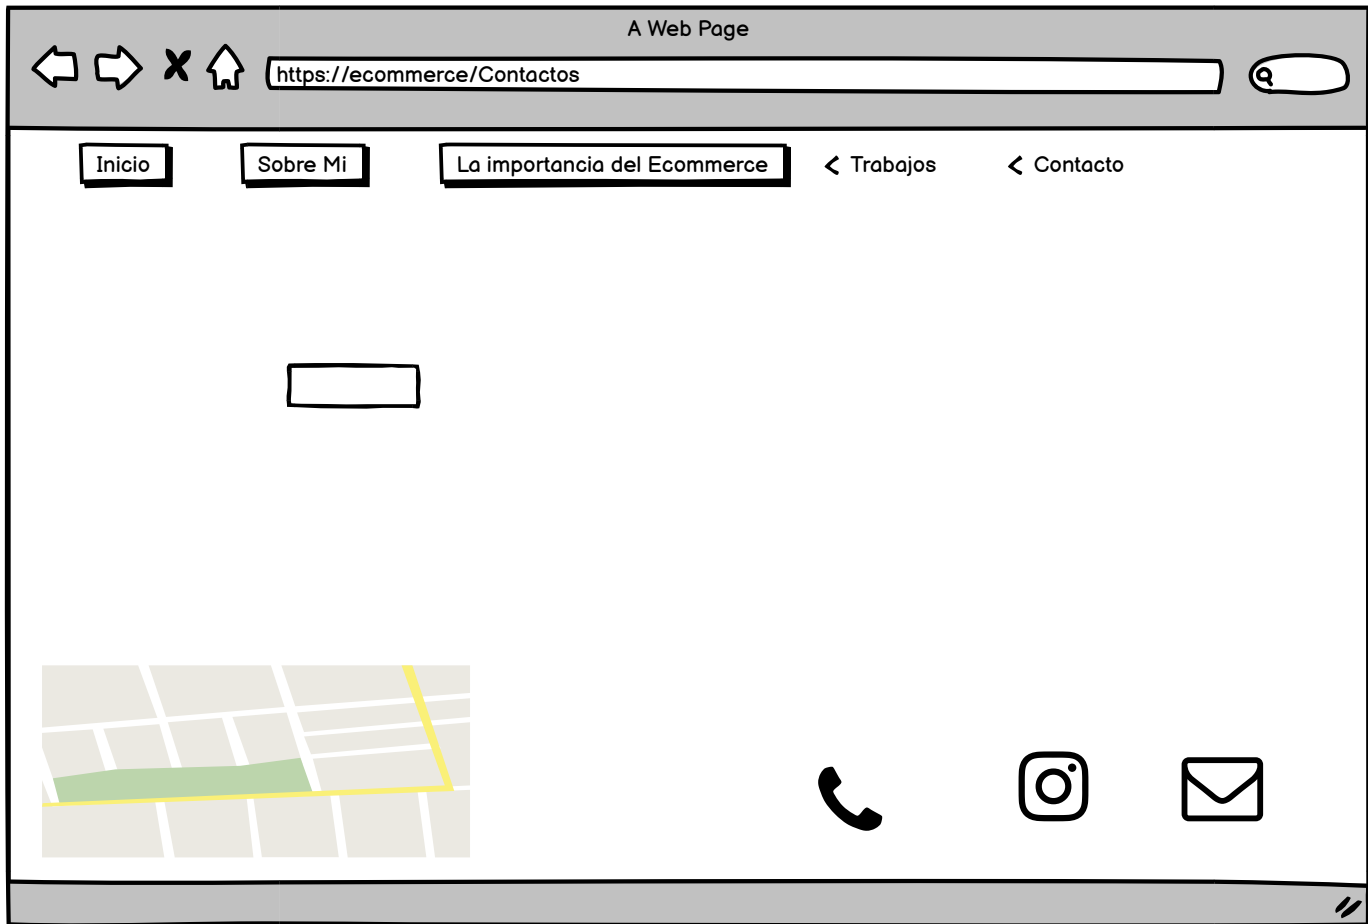 A Web Page
https://ecommerce/Contactos
Inicio
Sobre Mi
La importancia del Ecommerce
Trabajos
Contacto